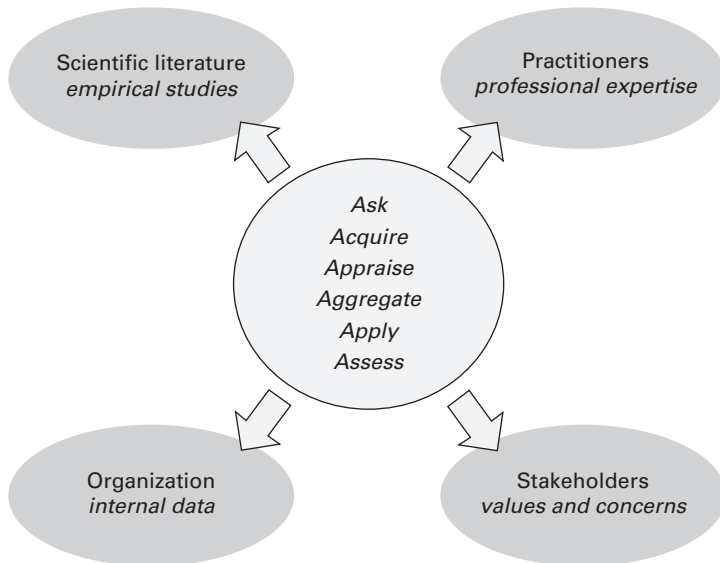 Scientific literature
empirical studies
Practitioners
professional expertise
Ask
Acquire
Appraise
Aggregate
Apply
Assess
Organization
internal data
Stakeholders
values and concerns